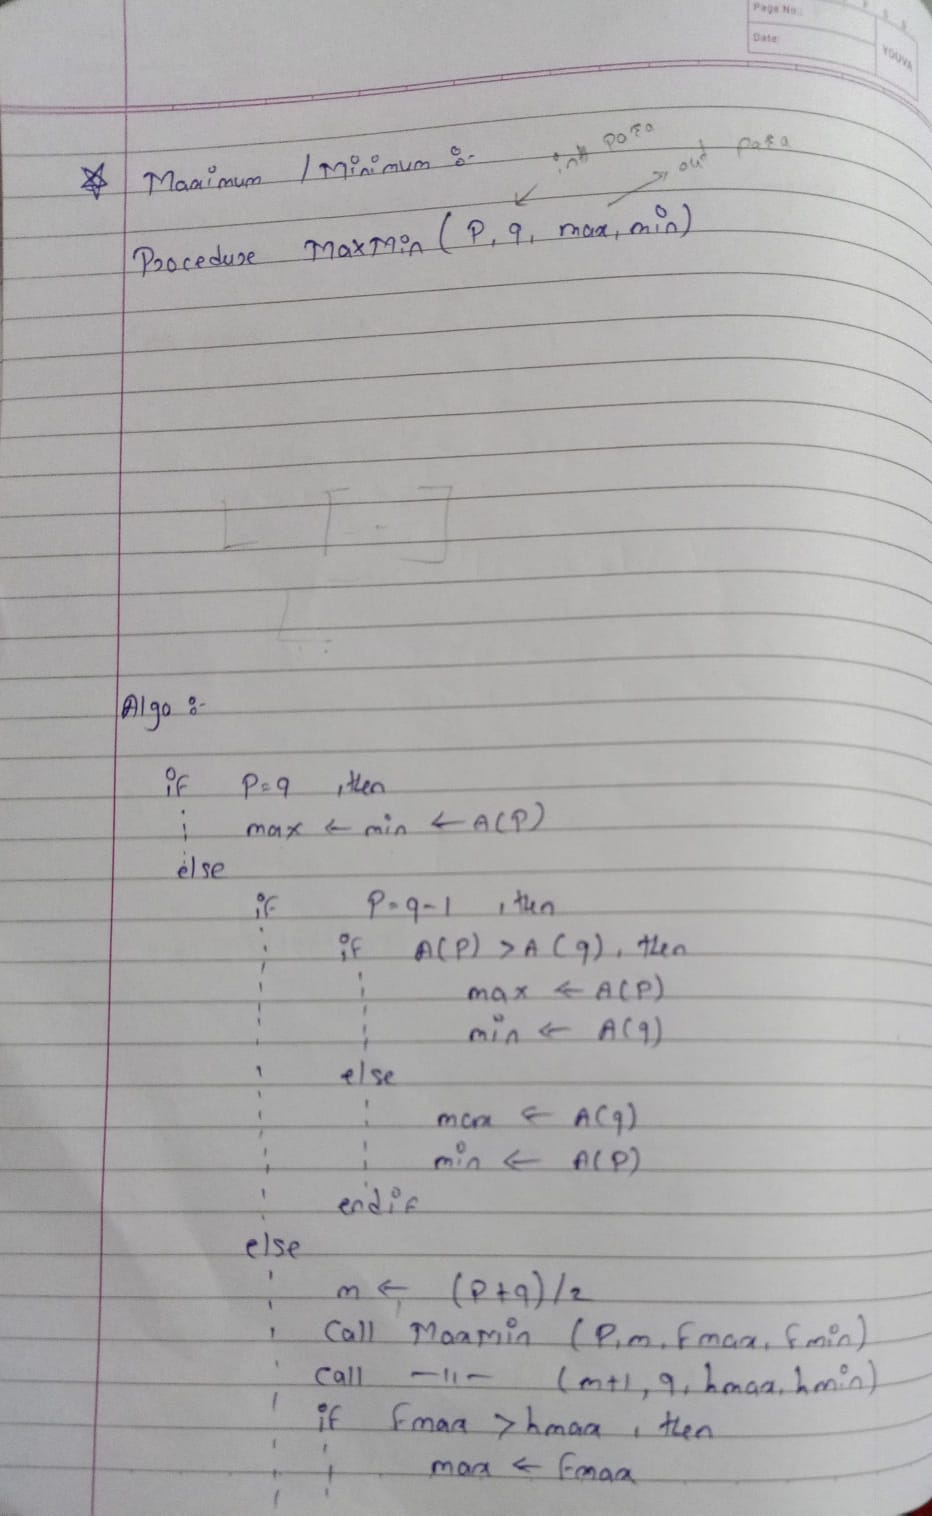 Page No.:
Date:
YOUVA
Maximum / Minimum :-
out para
Procedure MaxMin ( P, q, max, min)
Algo :-
if P=q , then
max ← min ← A(P)
else
if P=q-1 , then
if A(P) > A(q), then
max ← A(P)
min ← A(q)
else
max ← A(q)
min ← A(P)
endif
else
m ← (P+q)/2
Call Maxmin (P,m, fmax, fmin)
Call —11— (m+1, q, hmax, hmin)
if fmax > hmax , then
max ← fmax